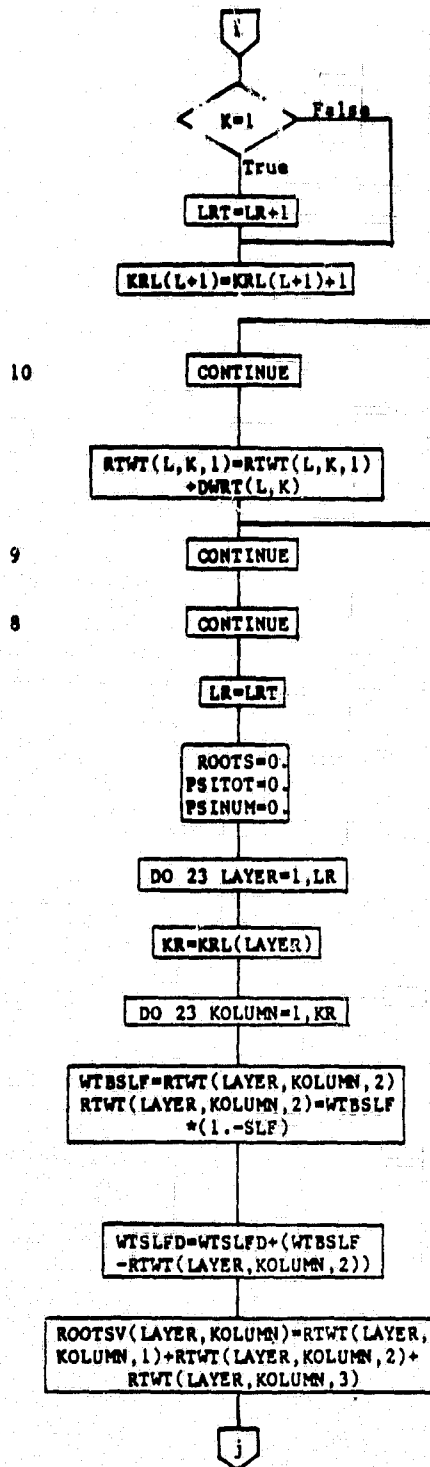 i
K=1
False
True
LRT=LR+1
KRL(L+1)=KRL(L+1)+1
10
CONTINUE
RTWT(L,K,1)=RTWT(L,K,1)
+DWRT(L,K)
9
CONTINUE
8
CONTINUE
LR=LRT
ROOTS=0.
PSITOT=0.
PSINUM=0.
DO 23 LAYER=1,LR
KR=KRL(LAYER)
DO 23 KOLUMN=1,KR
WTBSLF=RTWT(LAYER,KOLUMN,2)
RTWT(LAYER,KOLUMN,2)=WTBSLF
*(1.-SLF)
WTSLFD=WTSLFD+(WTBSLF
-RTWT(LAYER,KOLUMN,2))
ROOTSV(LAYER,KOLUMN)=RTWT(LAYER,
KOLUMN,1)+RTWT(LAYER,KOLUMN,2)+
RTWT(LAYER,KOLUMN,3)
j